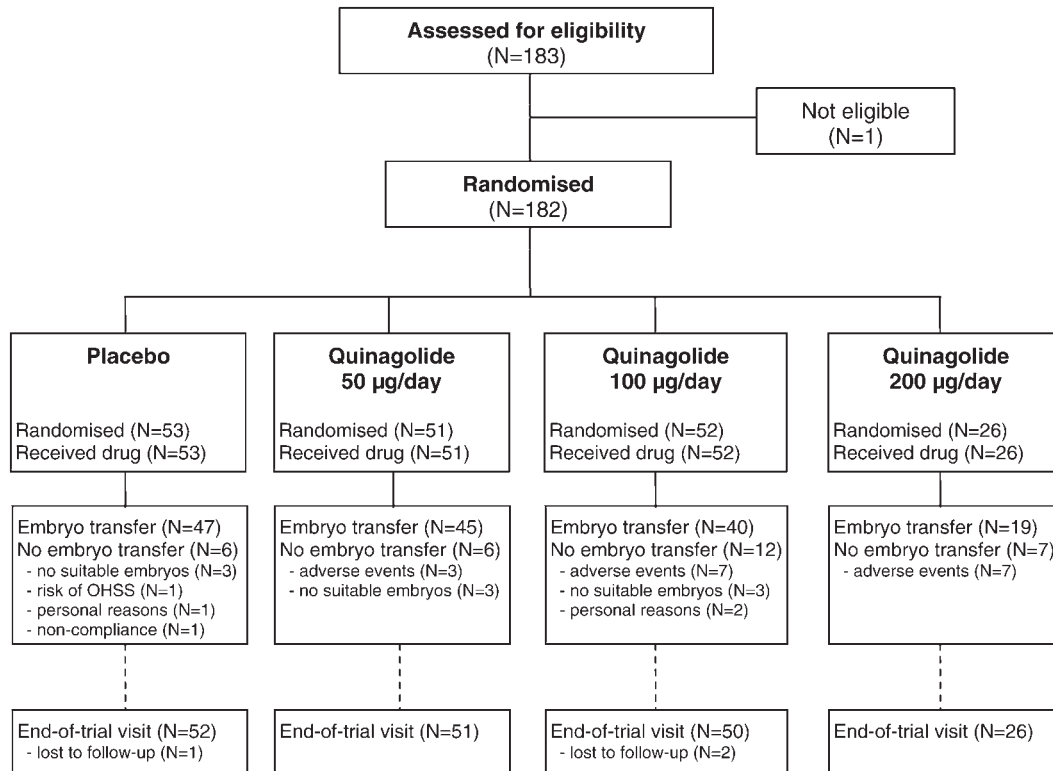 Assessed for eligibility
(N=183)
Not eligible
(N=1)
Randomised
(N=182)
Placebo
Randomised (N=53)
Received drug (N=53)
Quinagolide
50 µg/day
Randomised (N=51)
Received drug (N=51)
Quinagolide
100 µg/day
Randomised (N=52)
Received drug (N=52)
Quinagolide
200 µg/day
Randomised (N=26)
Received drug (N=26)
Embryo transfer (N=47)
No embryo transfer (N=6)
- no suitable embryos (N=3)
- risk of OHSS (N=1)
- personal reasons (N=1)
- non-compliance (N=1)
Embryo transfer (N=45)
No embryo transfer (N=6)
- adverse events (N=3)
- no suitable embryos (N=3)
Embryo transfer (N=40)
No embryo transfer (N=12)
- adverse events (N=7)
- no suitable embryos (N=3)
- personal reasons (N=2)
Embryo transfer (N=19)
No embryo transfer (N=7)
- adverse events (N=7)
End-of-trial visit (N=52)
- lost to follow-up (N=1)
End-of-trial visit (N=51)
End-of-trial visit (N=50)
- lost to follow-up (N=2)
End-of-trial visit (N=26)